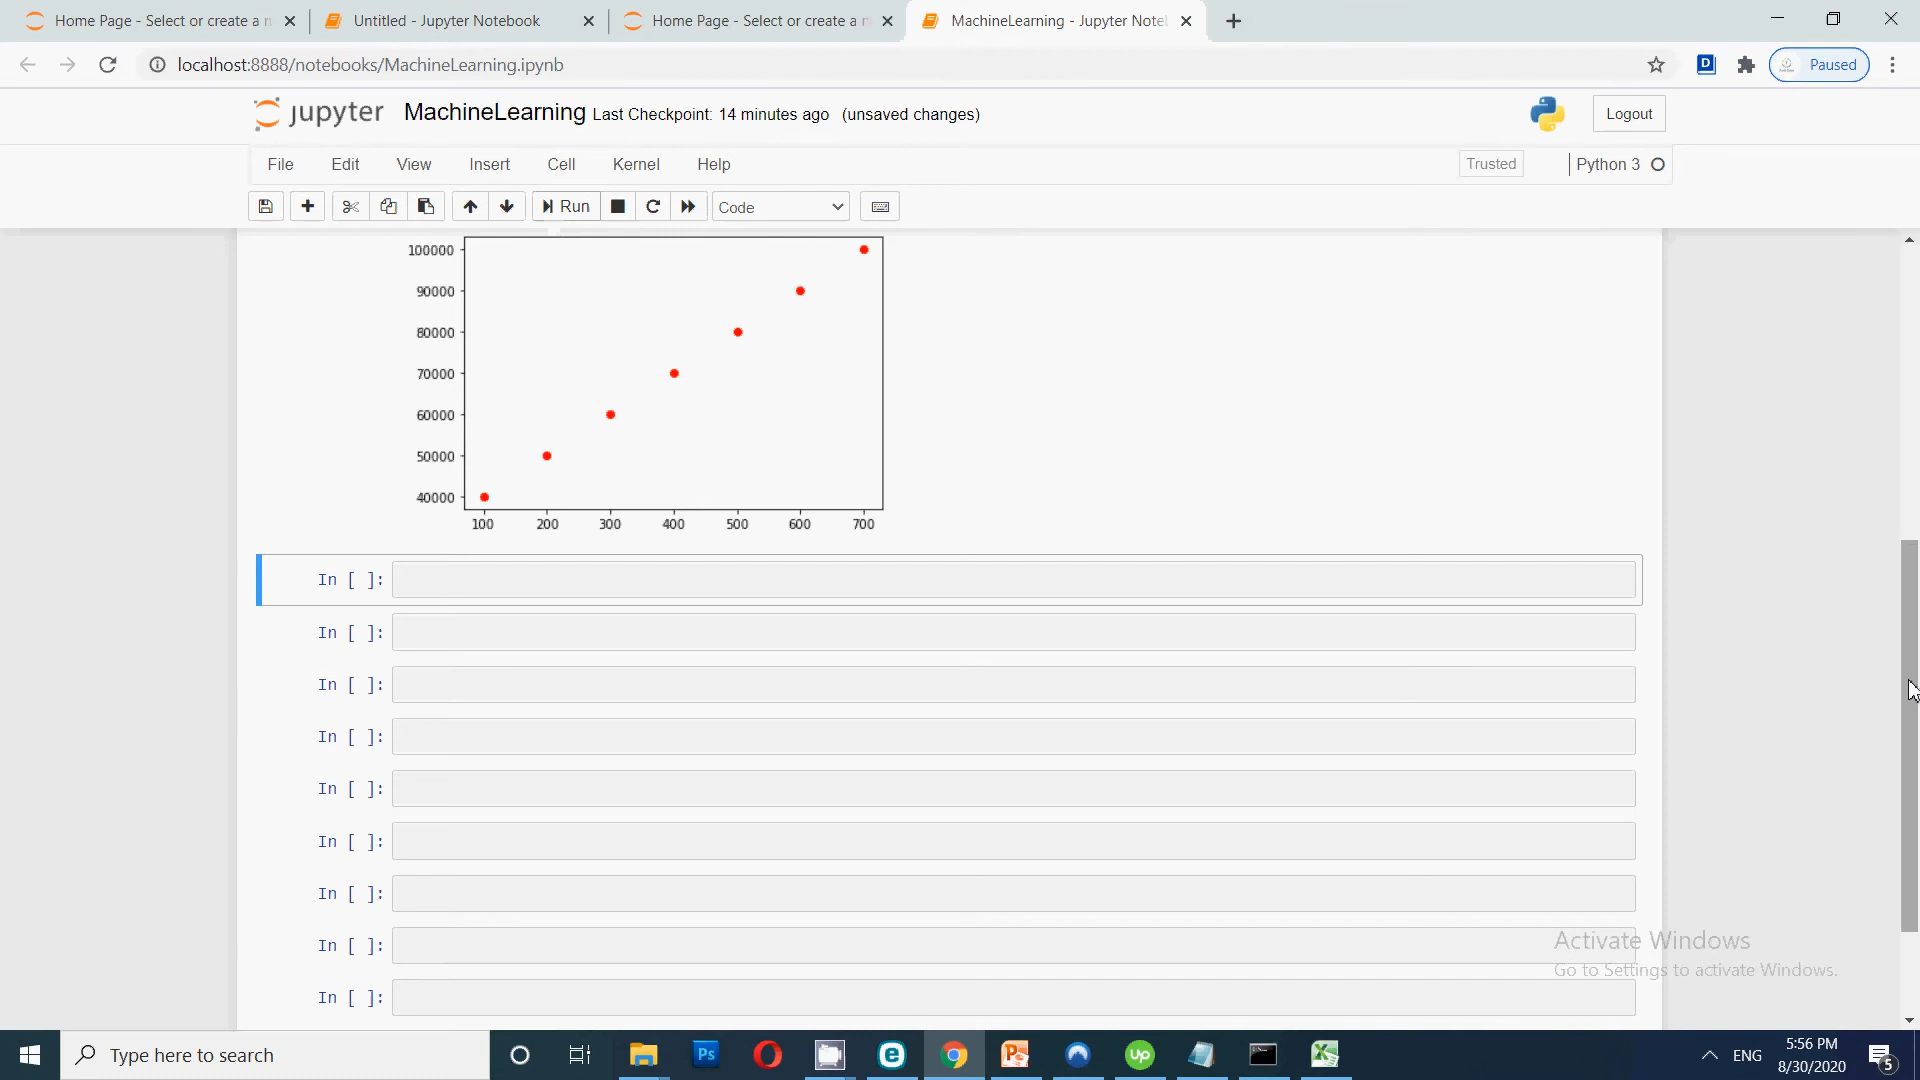 Home Page - Select or create a n
Untitled - Jupyter Notebook
Home Page - Select or create a n
MachineLearning - Jupyter Note
localhost:8888/notebooks/MachineLearning.ipynb
D
Paused
jupyter MachineLearning Last Checkpoint: 14 minutes ago (unsaved changes)
Logout
File Edit View Insert Cell Kernel Help
Trusted
Python 3
Run
Code
100000
90000
80000
70000
60000
50000
40000
100 200 300 400 500 600 700
In [ ]:
In [ ]:
In [ ]:
In [ ]:
In [ ]:
In [ ]:
In [ ]:
In [ ]:
In [ ]:
Activate Windows
Go to Settings to activate Windows.
Type here to search
Ps
up
ENG
5:56 PM
8/30/2020
5